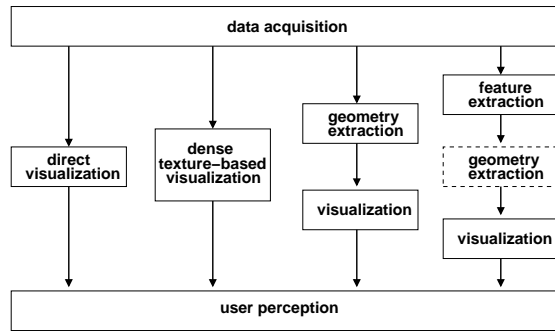 data acquisition
direct
visualization
dense
texture−based
visualization
geometry
extraction
visualization
feature
extraction
geometry
extraction
visualization
user perception